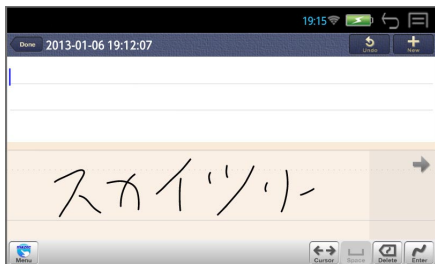 19:15
Done 2013-01-06 19:12:07 Undo New
スカイツリー
Menu Cursor Space Delete Enter